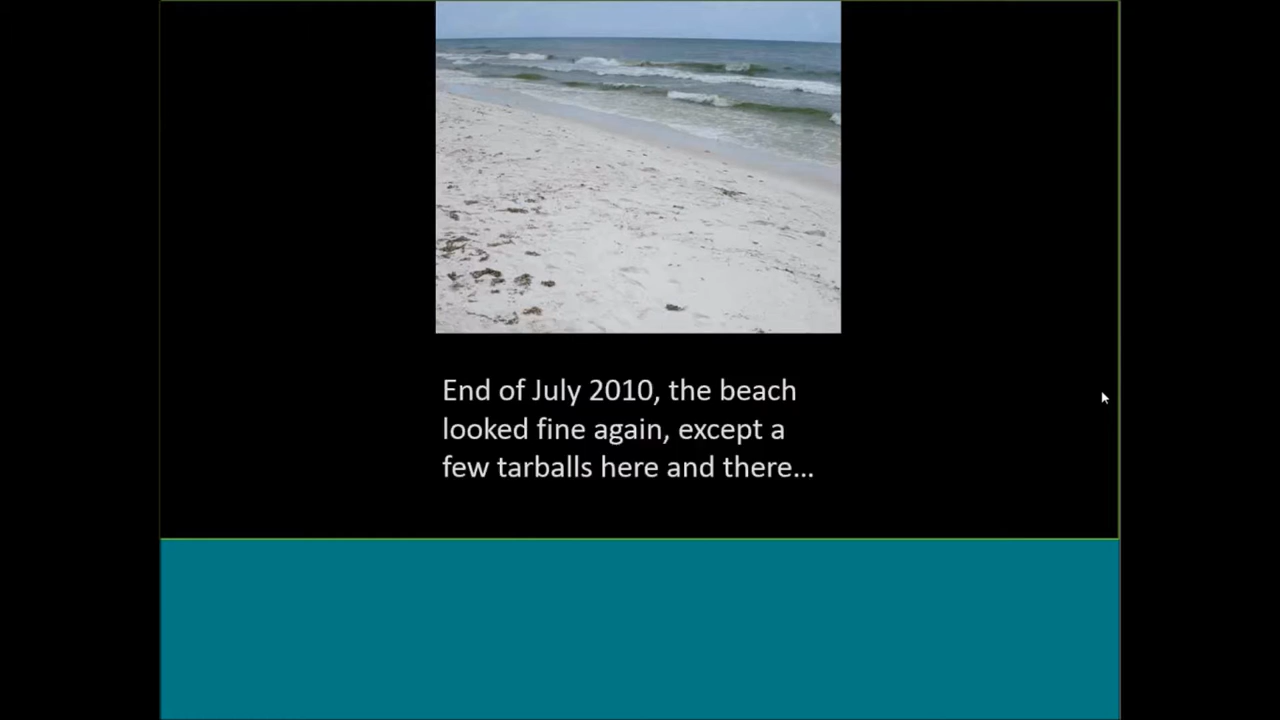 End of July 2010, the beach
looked fine again, except a
few tarballs here and there...